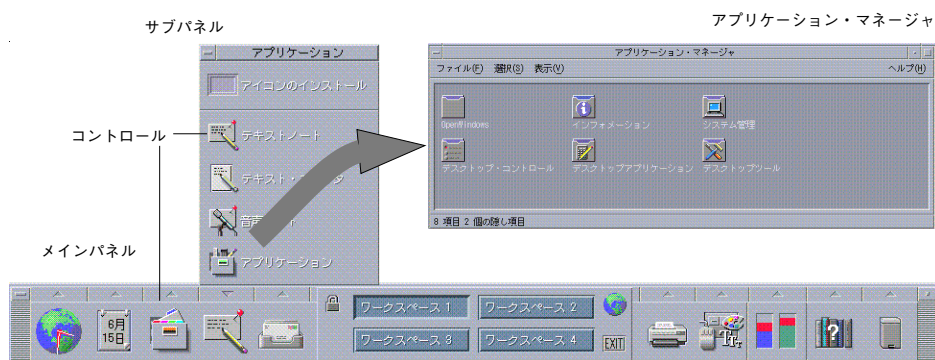 サブパネル
アプリケーション・マネージャ
アプリケーション
アイコンのインストール
テキストノート
テキスト・
音声
アプリケーション
コントロール
メインパネル
アプリケーション・マネージャ
ファイル(F) 選択(S) 表示(V) ヘルプ(H)
OpenWindows インフォメーション システム管理
デスクトップ・コントロール デスクトップアプリケーション デスクトップツール
8 項目 2 個の隠し項目
6月
15日
ワークスペース 1 ワークスペース 2
ワークスペース 3 ワークスペース 4
EXIT